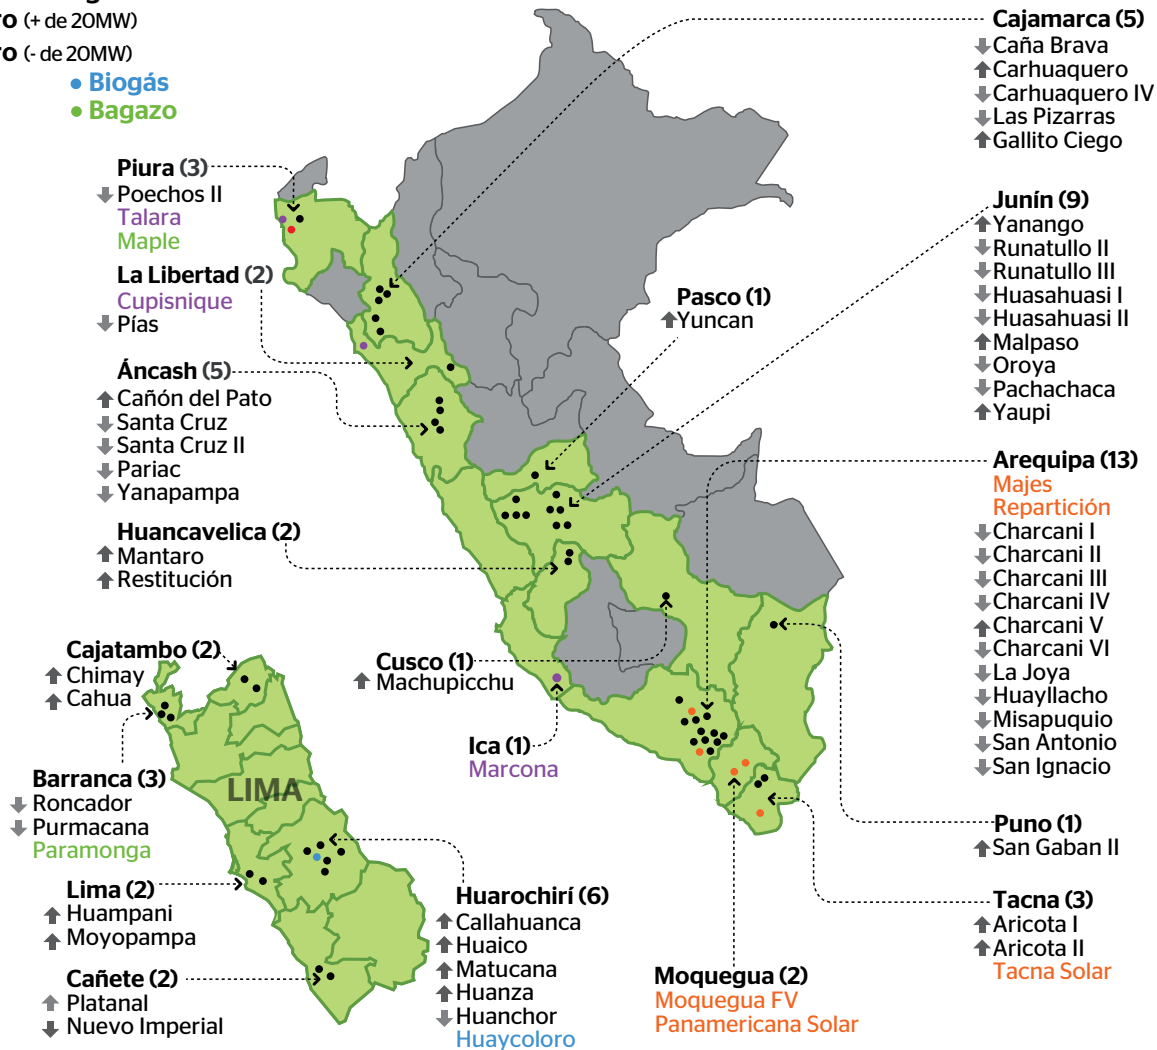 ro (+ de 20MW)
ro (- de 20MW)
Biogás
Bagazo
Piura (3)
Poechos II
Talara
Maple
La Libertad (2)
Cupisnique
Pías
Áncash (5)
Cañón del Pato
Santa Cruz
Santa Cruz II
Pariac
Yanapampa
Huancavelica (2)
Mantaro
Restitución
Cajatambo (2)
Chimay
Cahua
Barranca (3)
Roncador
Purmacana
Paramonga
Lima (2)
Huampani
Moyopampa
Cañete (2)
Platanal
Nuevo Imperial
LIMA
Huarochirí (6)
Callahuanca
Huaico
Matucana
Huanza
Huanchor
Huaycoloro
Cusco (1)
Machupicchu
Ica (1)
Marcona
Pasco (1)
Yuncan
Moquegua (2)
Moquegua FV
Panamericana Solar
Cajamarca (5)
Caña Brava
Carhuaquero
Carhuaquero IV
Las Pizarras
Gallito Ciego
Junín (9)
Yanango
Runatullo II
Runatullo III
Huasahuasi I
Huasahuasi II
Malpaso
Oroya
Pachachaca
Yaupi
Arequipa (13)
Majes
Repartición
Charcani I
Charcani II
Charcani III
Charcani IV
Charcani V
Charcani VI
La Joya
Huayllacho
Misapuquio
San Antonio
San Ignacio
Puno (1)
San Gaban II
Tacna (3)
Aricota I
Aricota II
Tacna Solar